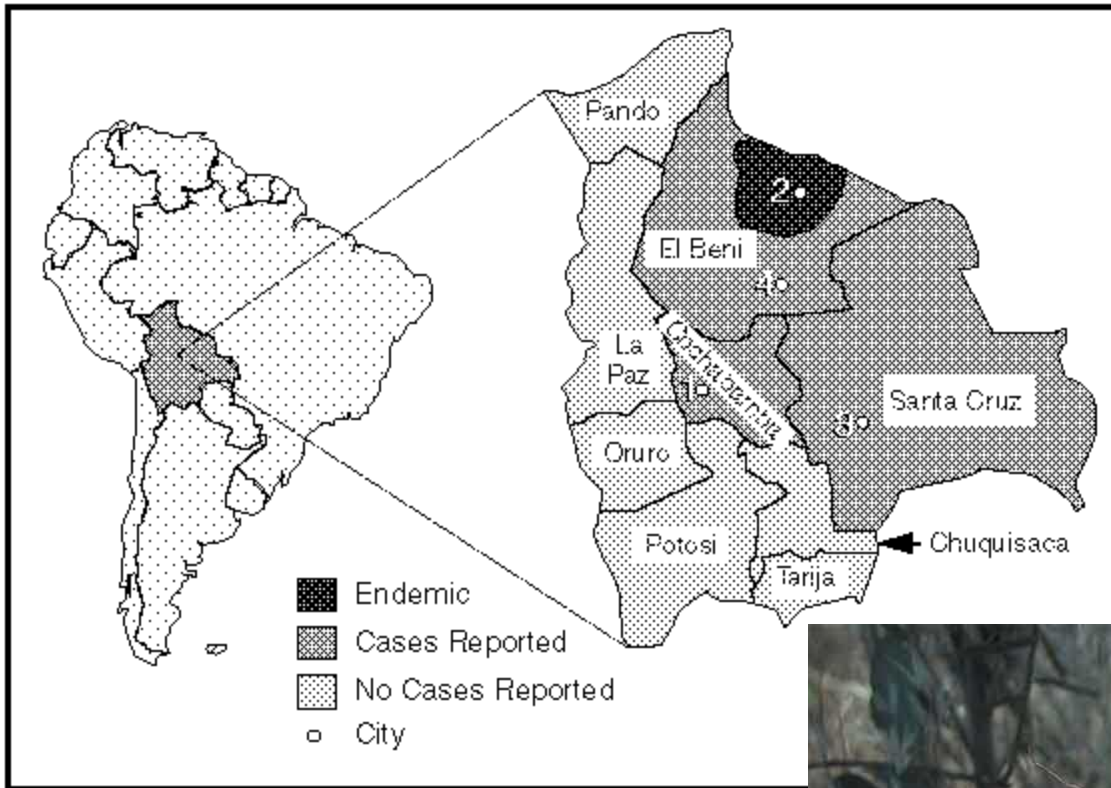 Pando
2
El Beni
4
Cochabamba
La
Paz
1
Santa Cruz
3
Oruro
Potosi
Chuquisaca
Tarija
Endemic
Cases Reported
No Cases Reported
City